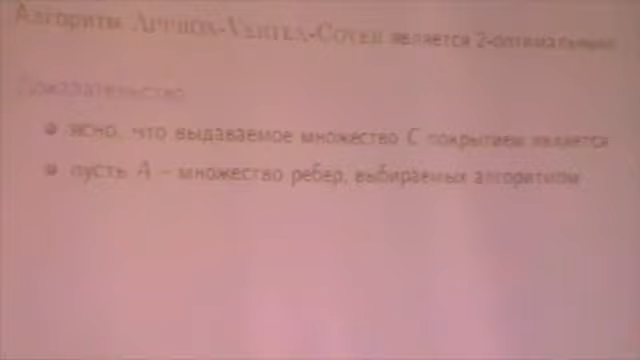 Алгоритм Approx-Vertex-Cover является 2-оптимальным
Доказательство
ясно, что выдаваемое множество C покрытием является
пусть A – множество ребер, выбираемых алгоритмом